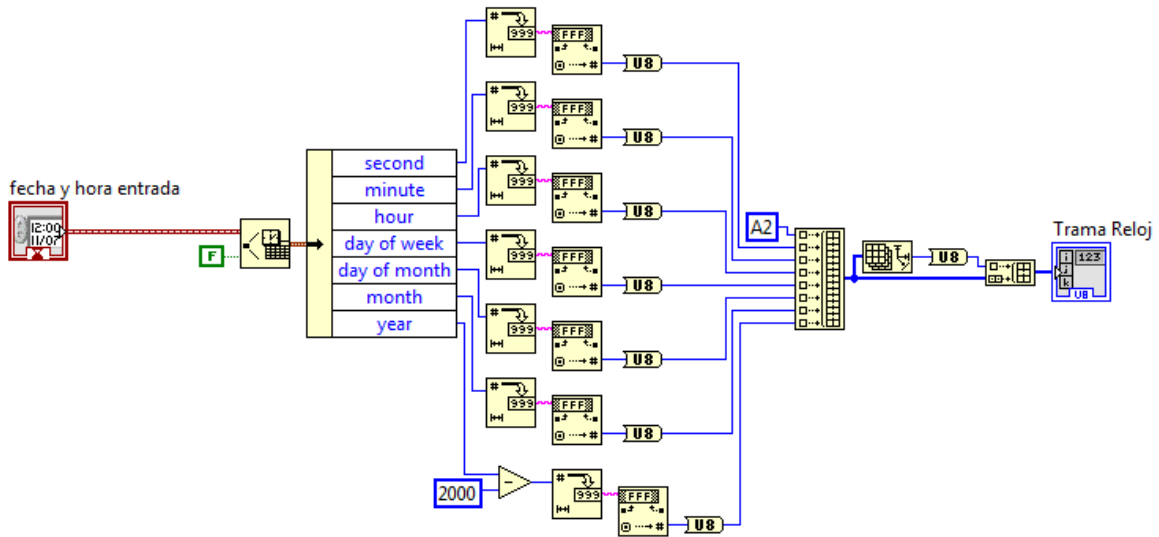 fecha y hora entrada
12:00
11/07
F
second
minute
hour
day of week
day of month
month
year
2000
#
999
FFF
#
U8
#
999
FFF
#
U8
#
999
FFF
#
U8
#
999
FFF
#
U8
#
999
FFF
#
U8
#
999
FFF
#
U8
#
999
FFF
#
U8
A2
U8
Trama Reloj
i
j
k
123
U8